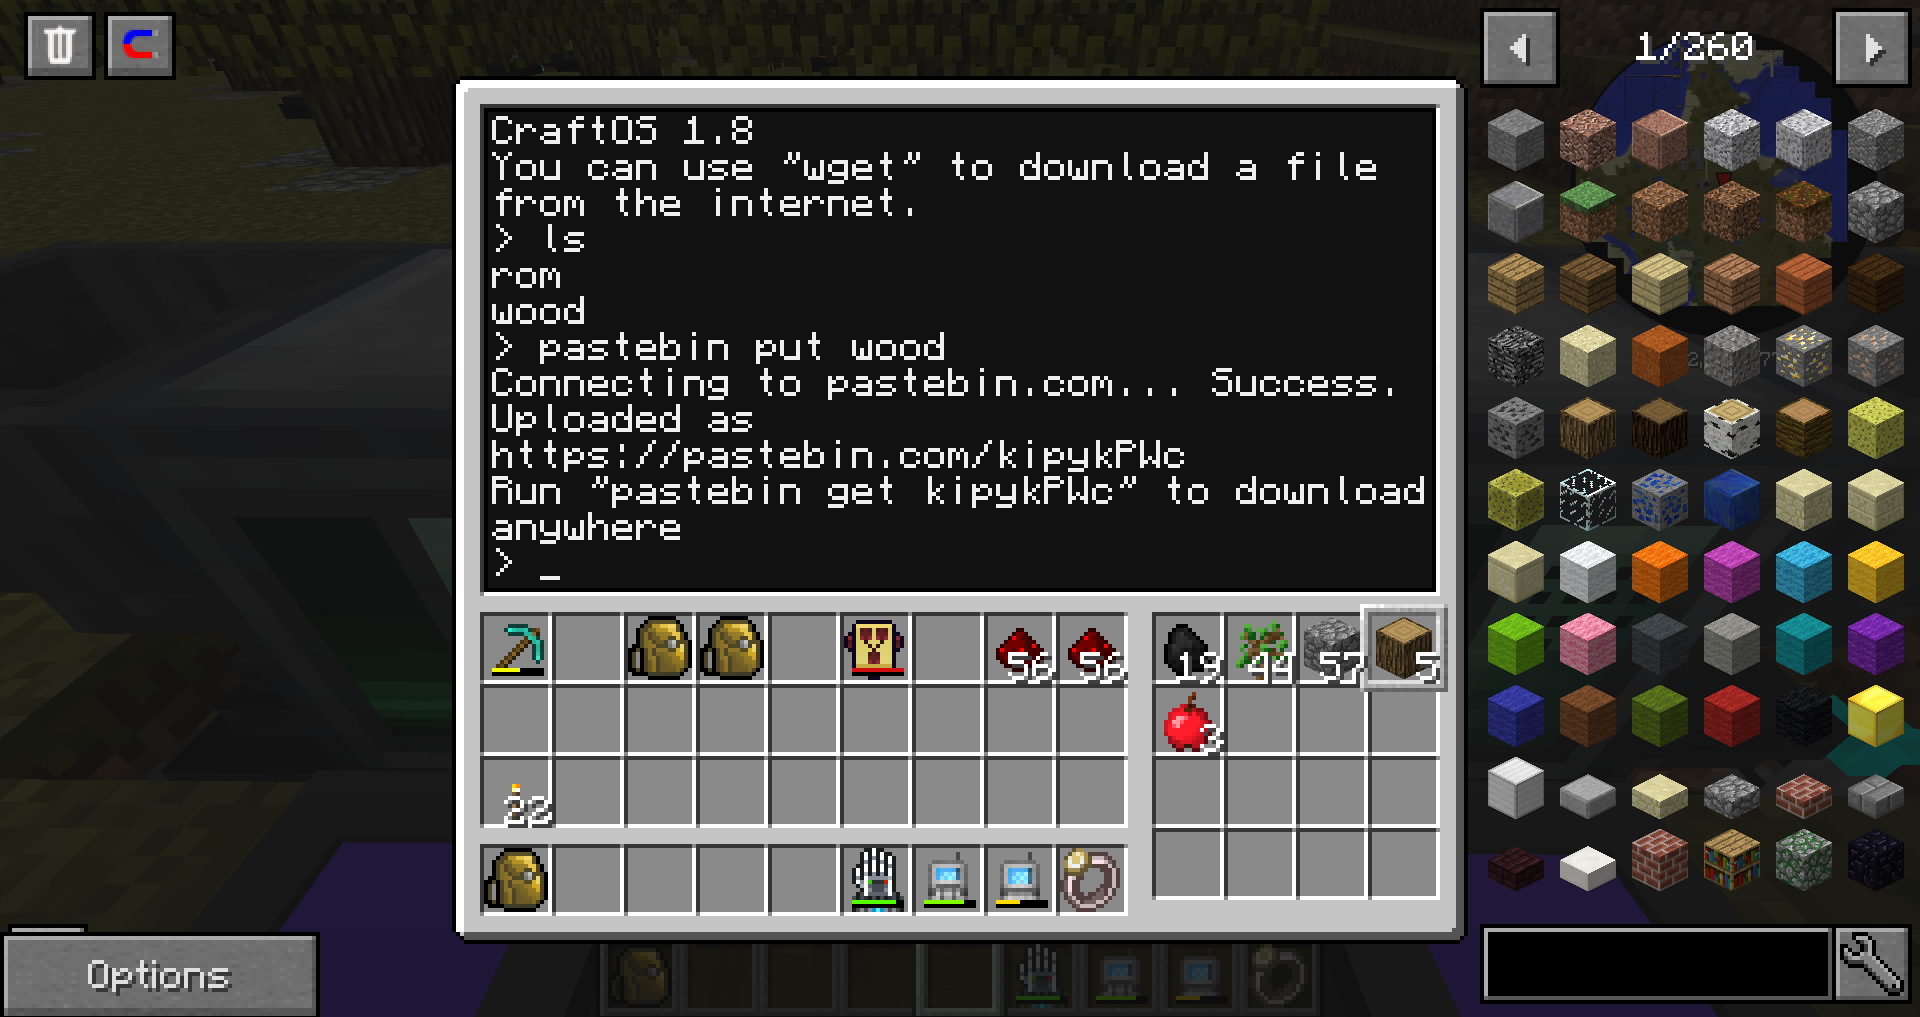 1/260
CraftOS 1.8
You can use "wget" to download a file
from the internet.
> ls
rom
wood
> pastebin put wood
Connecting to pastebin.com... Success.
Uploaded as
https://pastebin.com/kipykPWc
Run "pastebin get kipykPWc" to download
anywhere
> _
56 56 19 44 57 5
3
Options